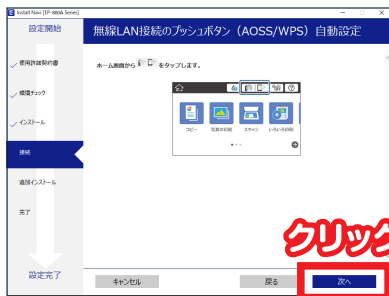 Install Navi [EP-880A Series]
設定開始
無線LAN接続のプッシュボタン（AOSS/WPS）自動設定
使用許諾契約書
ホーム画面から をタップします。
環境チェック
インストール
コピー 写真の印刷 スキャン いろいろ印刷
接続
追加インストール
完了
クリック
設定完了
キャンセル 戻る 次へ